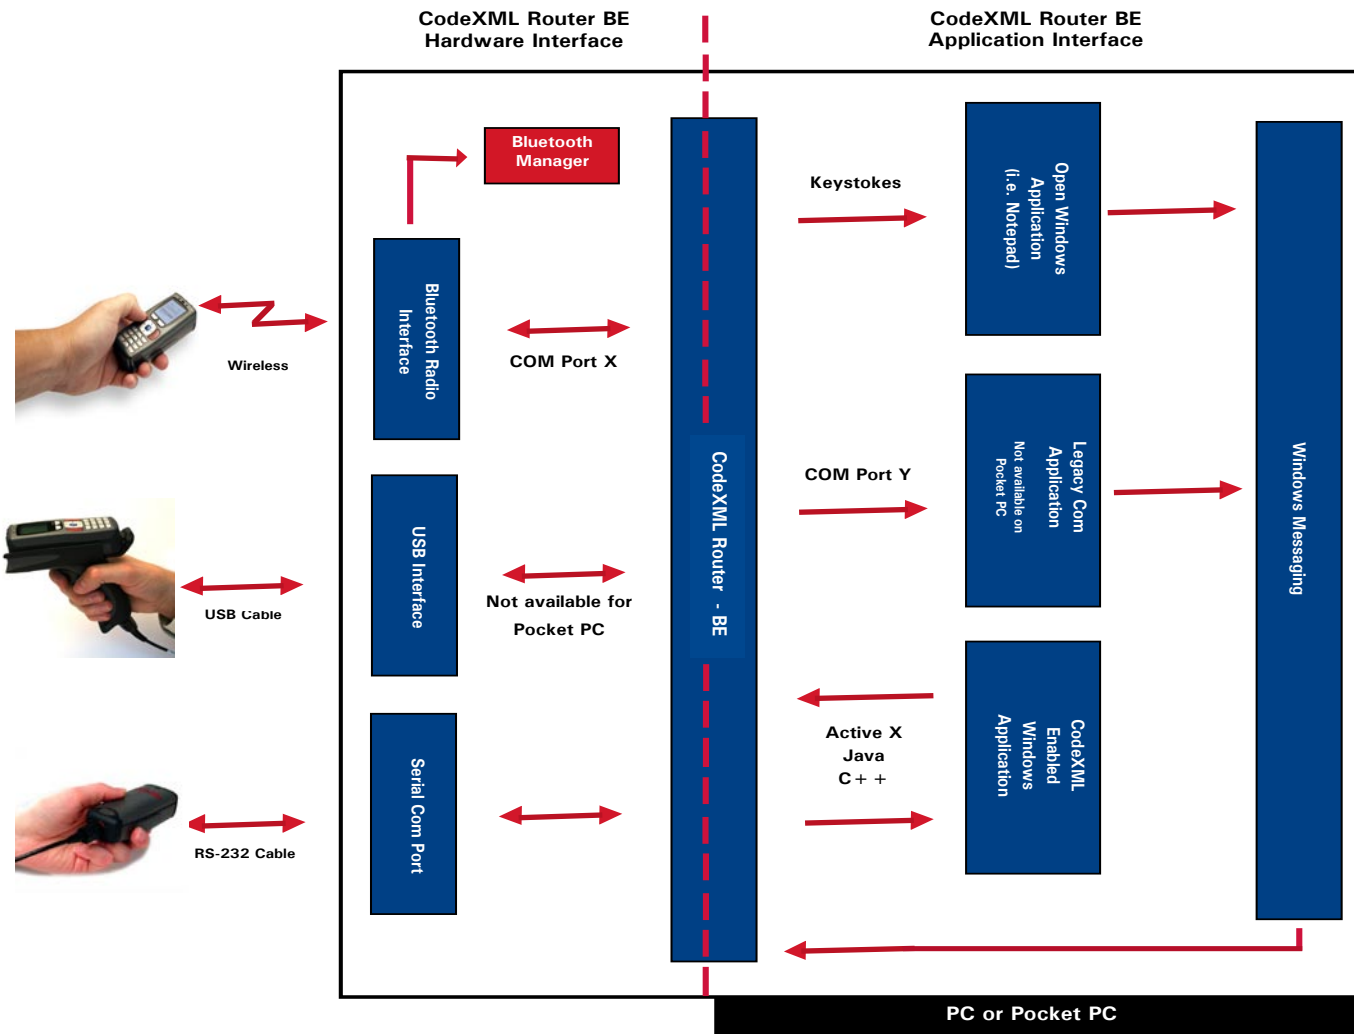 CodeXML Router BE
Hardware Interface
CodeXML Router BE
Application Interface
Bluetooth
Manager
Keystokes
Open Windows
Application
(i.e. Notepad)
Bluetooth Radio
Interface
Wireless
COM Port X
Legacy Com
Application
Not available on
Pocket PC
COM Port Y
CodeXML Router - BE
Windows Messaging
USB Interface
USB Cable
Not available for
Pocket PC
CodeXML
Enabled
Windows
Application
Active X
Java
C++
Serial Com Port
RS-232 Cable
PC or Pocket PC